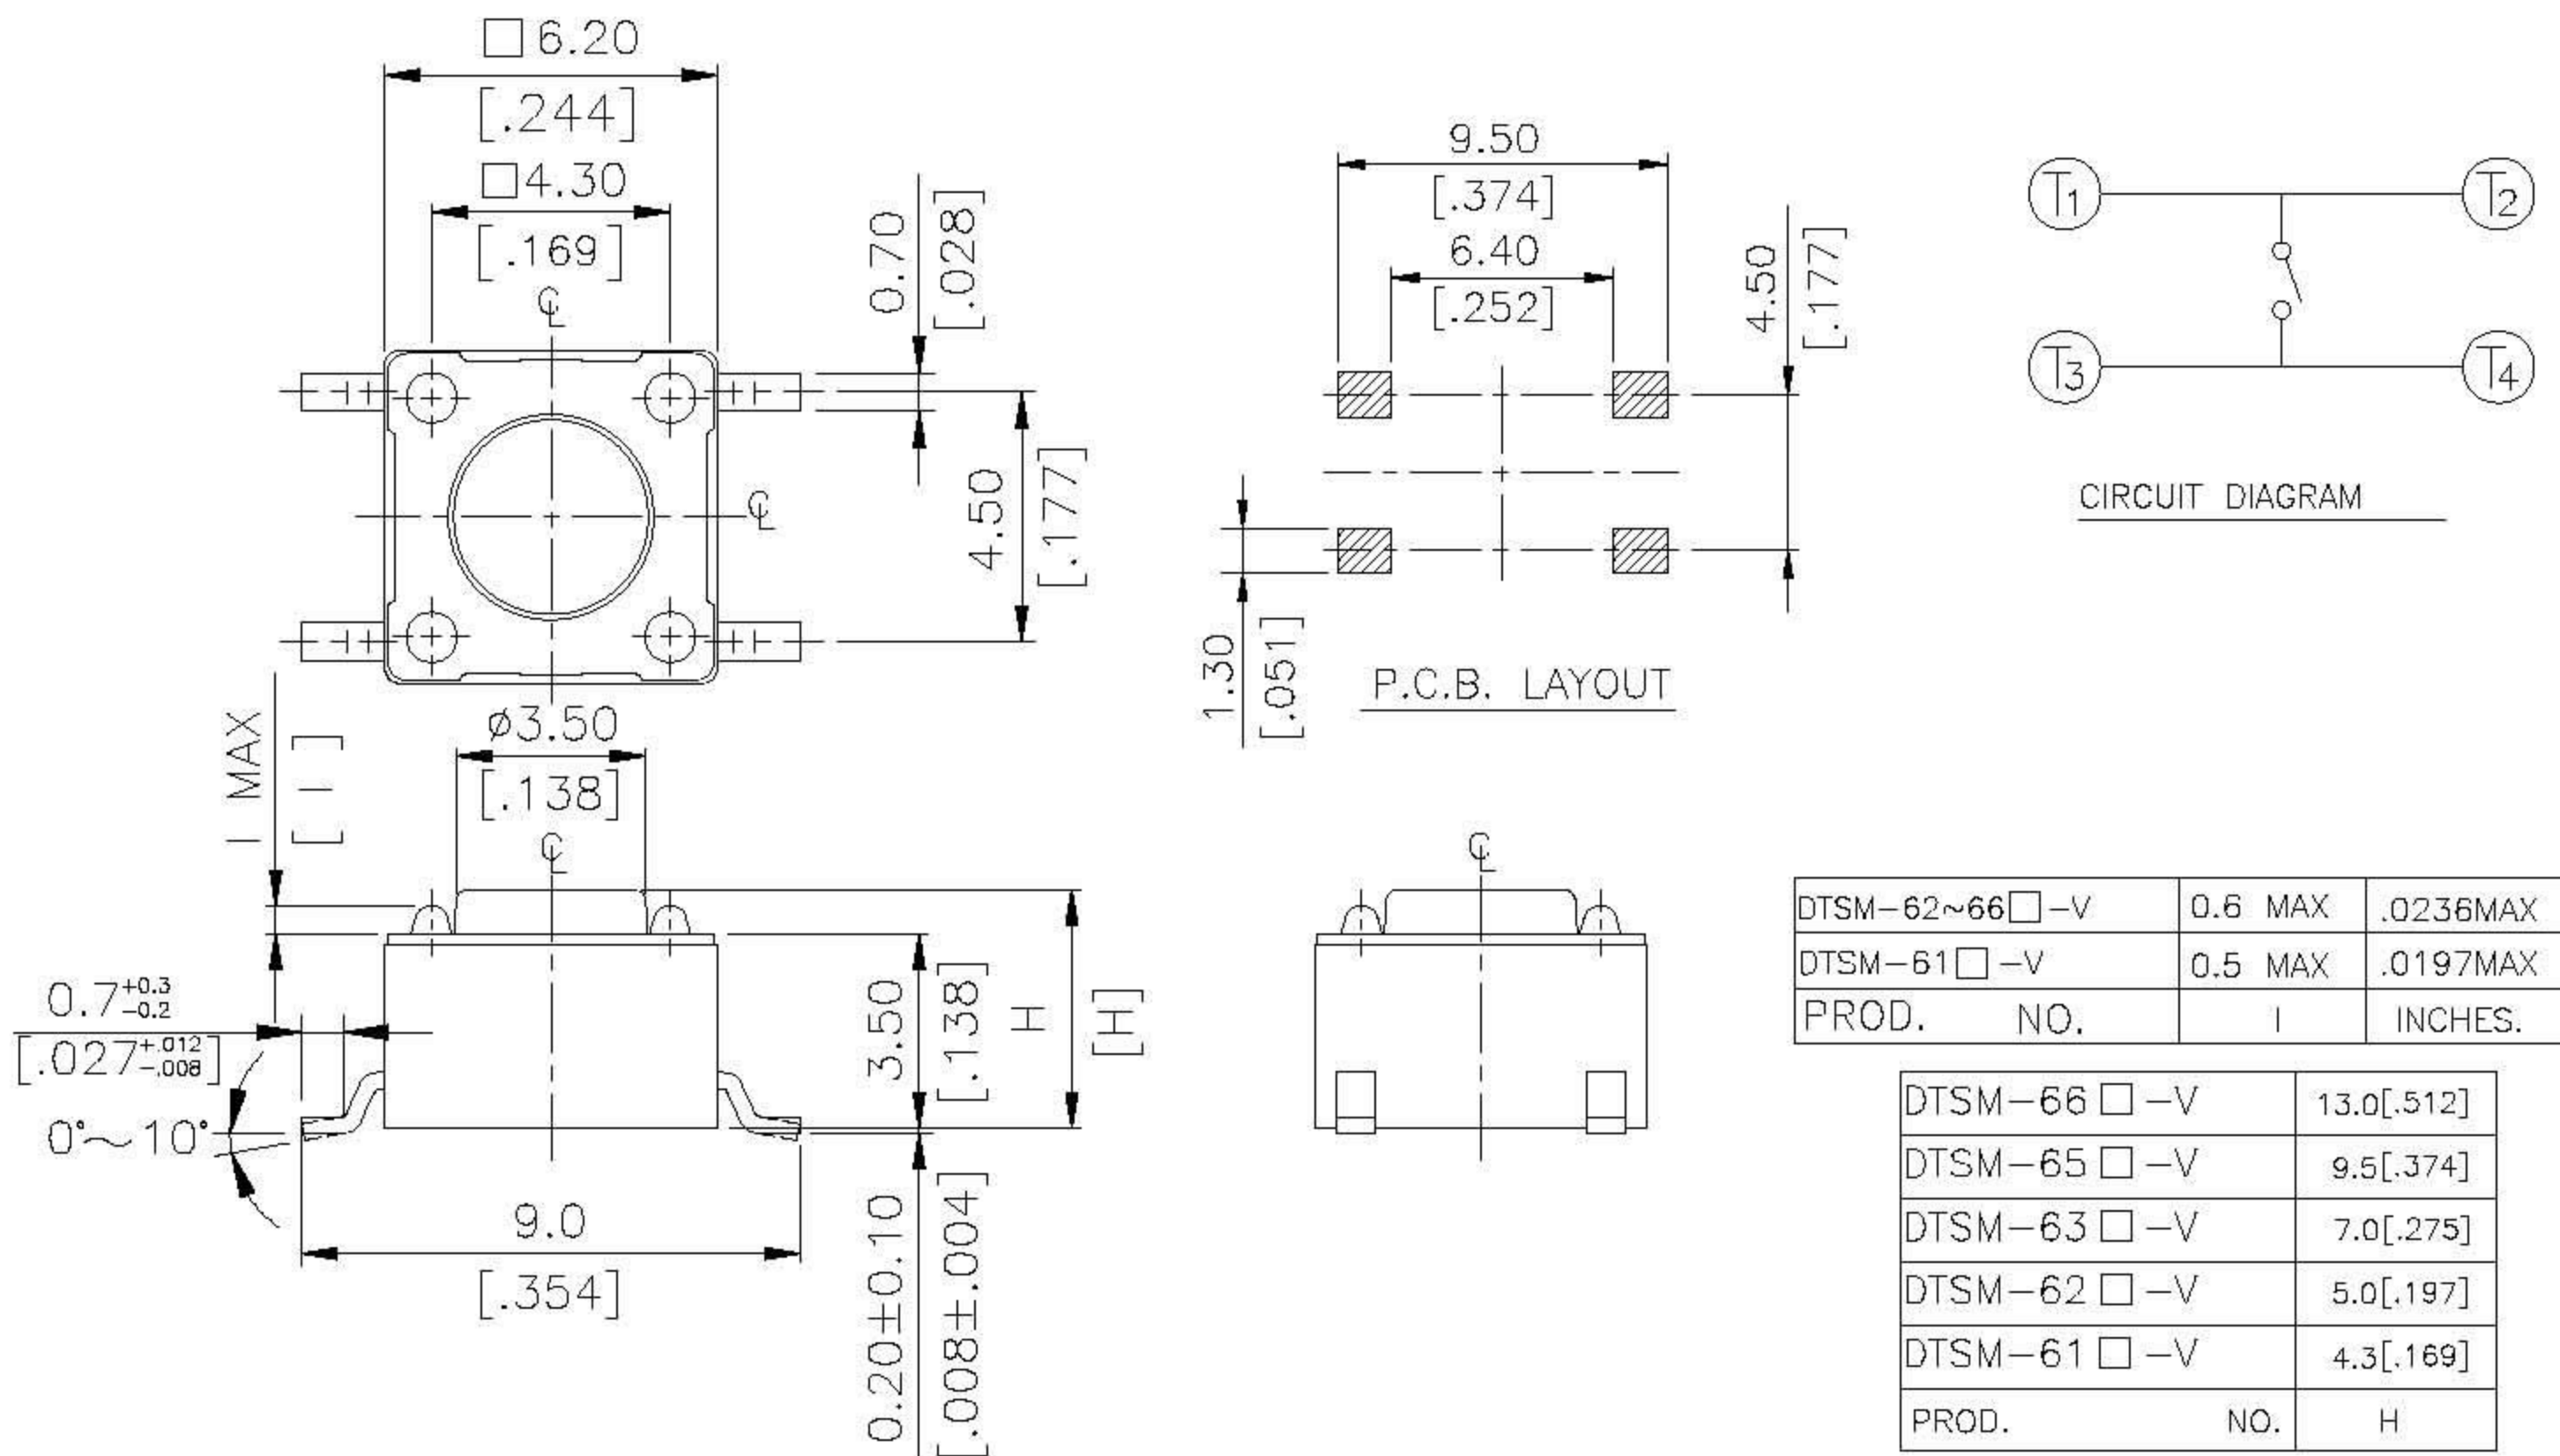 □6.20
[.244]
□4.30
[.169]
℄
0.70
[.028]
℄
4.50
[.177]
9.50
[.374]
6.40
[.252]
4.50
[.177]
1.30
[.051]
P.C.B. LAYOUT
T1
T2
T3
T4
CIRCUIT DIAGRAM
I MAX
[ I ]
ø3.50
[.138]
℄
0.7+0.3 -0.2
[.027+.012 -.008]
0°~10°
3.50
[.138]
H
[H]
9.0
[.354]
0.20±0.10
[.008±.004]
℄
DTSM-62~66□-V 0.6 MAX .0236MAX
DTSM-61□-V 0.5 MAX .0197MAX
PROD. NO. I INCHES.
DTSM-66□-V 13.0[.512]
DTSM-65□-V 9.5[.374]
DTSM-63□-V 7.0[.275]
DTSM-62□-V 5.0[.197]
DTSM-61□-V 4.3[.169]
PROD. NO. H